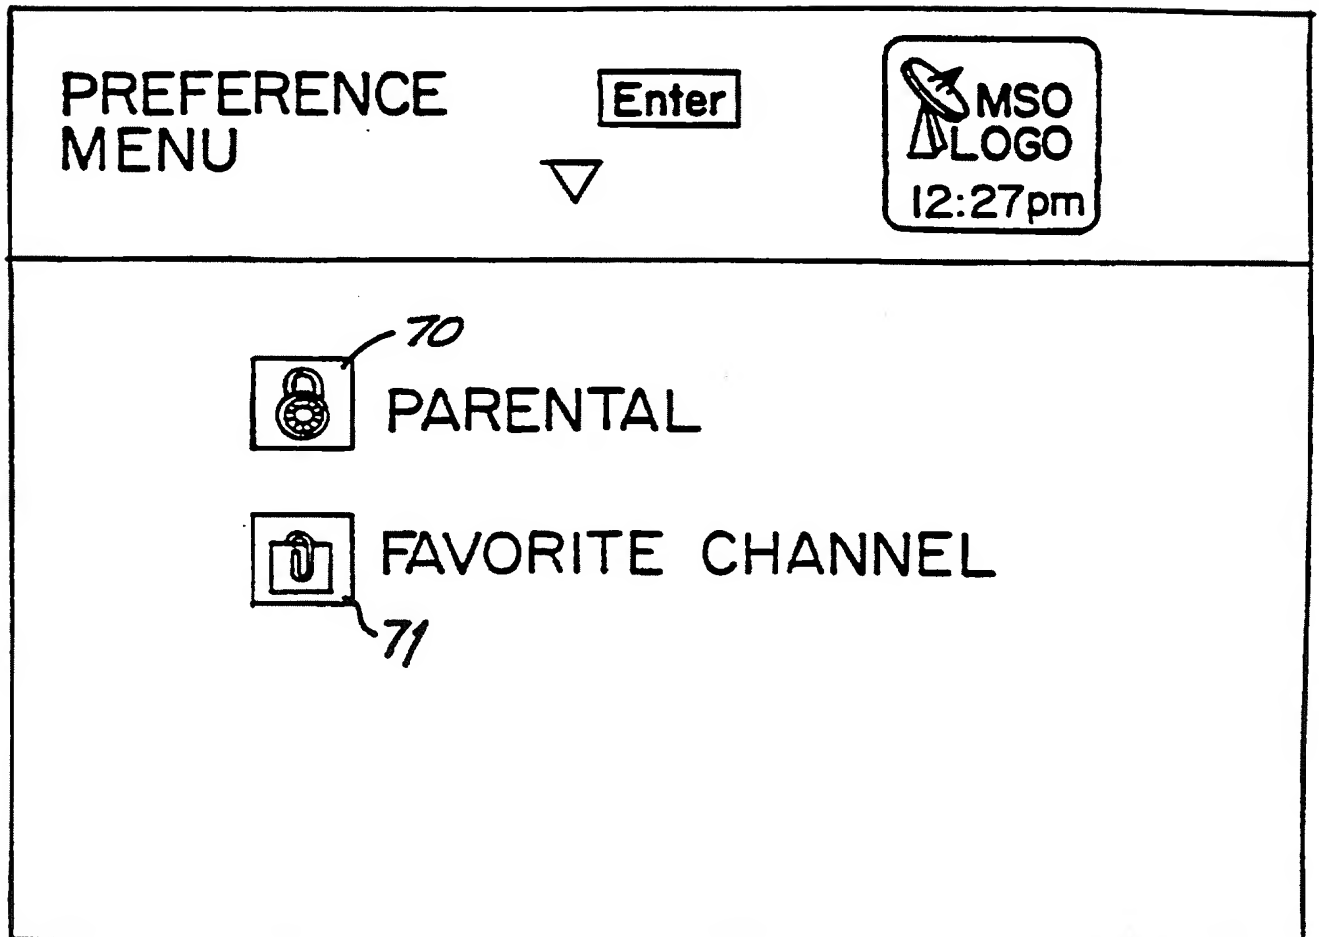 PREFERENCE
MENU
Enter
MSO
LOGO
12:27pm
70
PARENTAL
FAVORITE CHANNEL
71